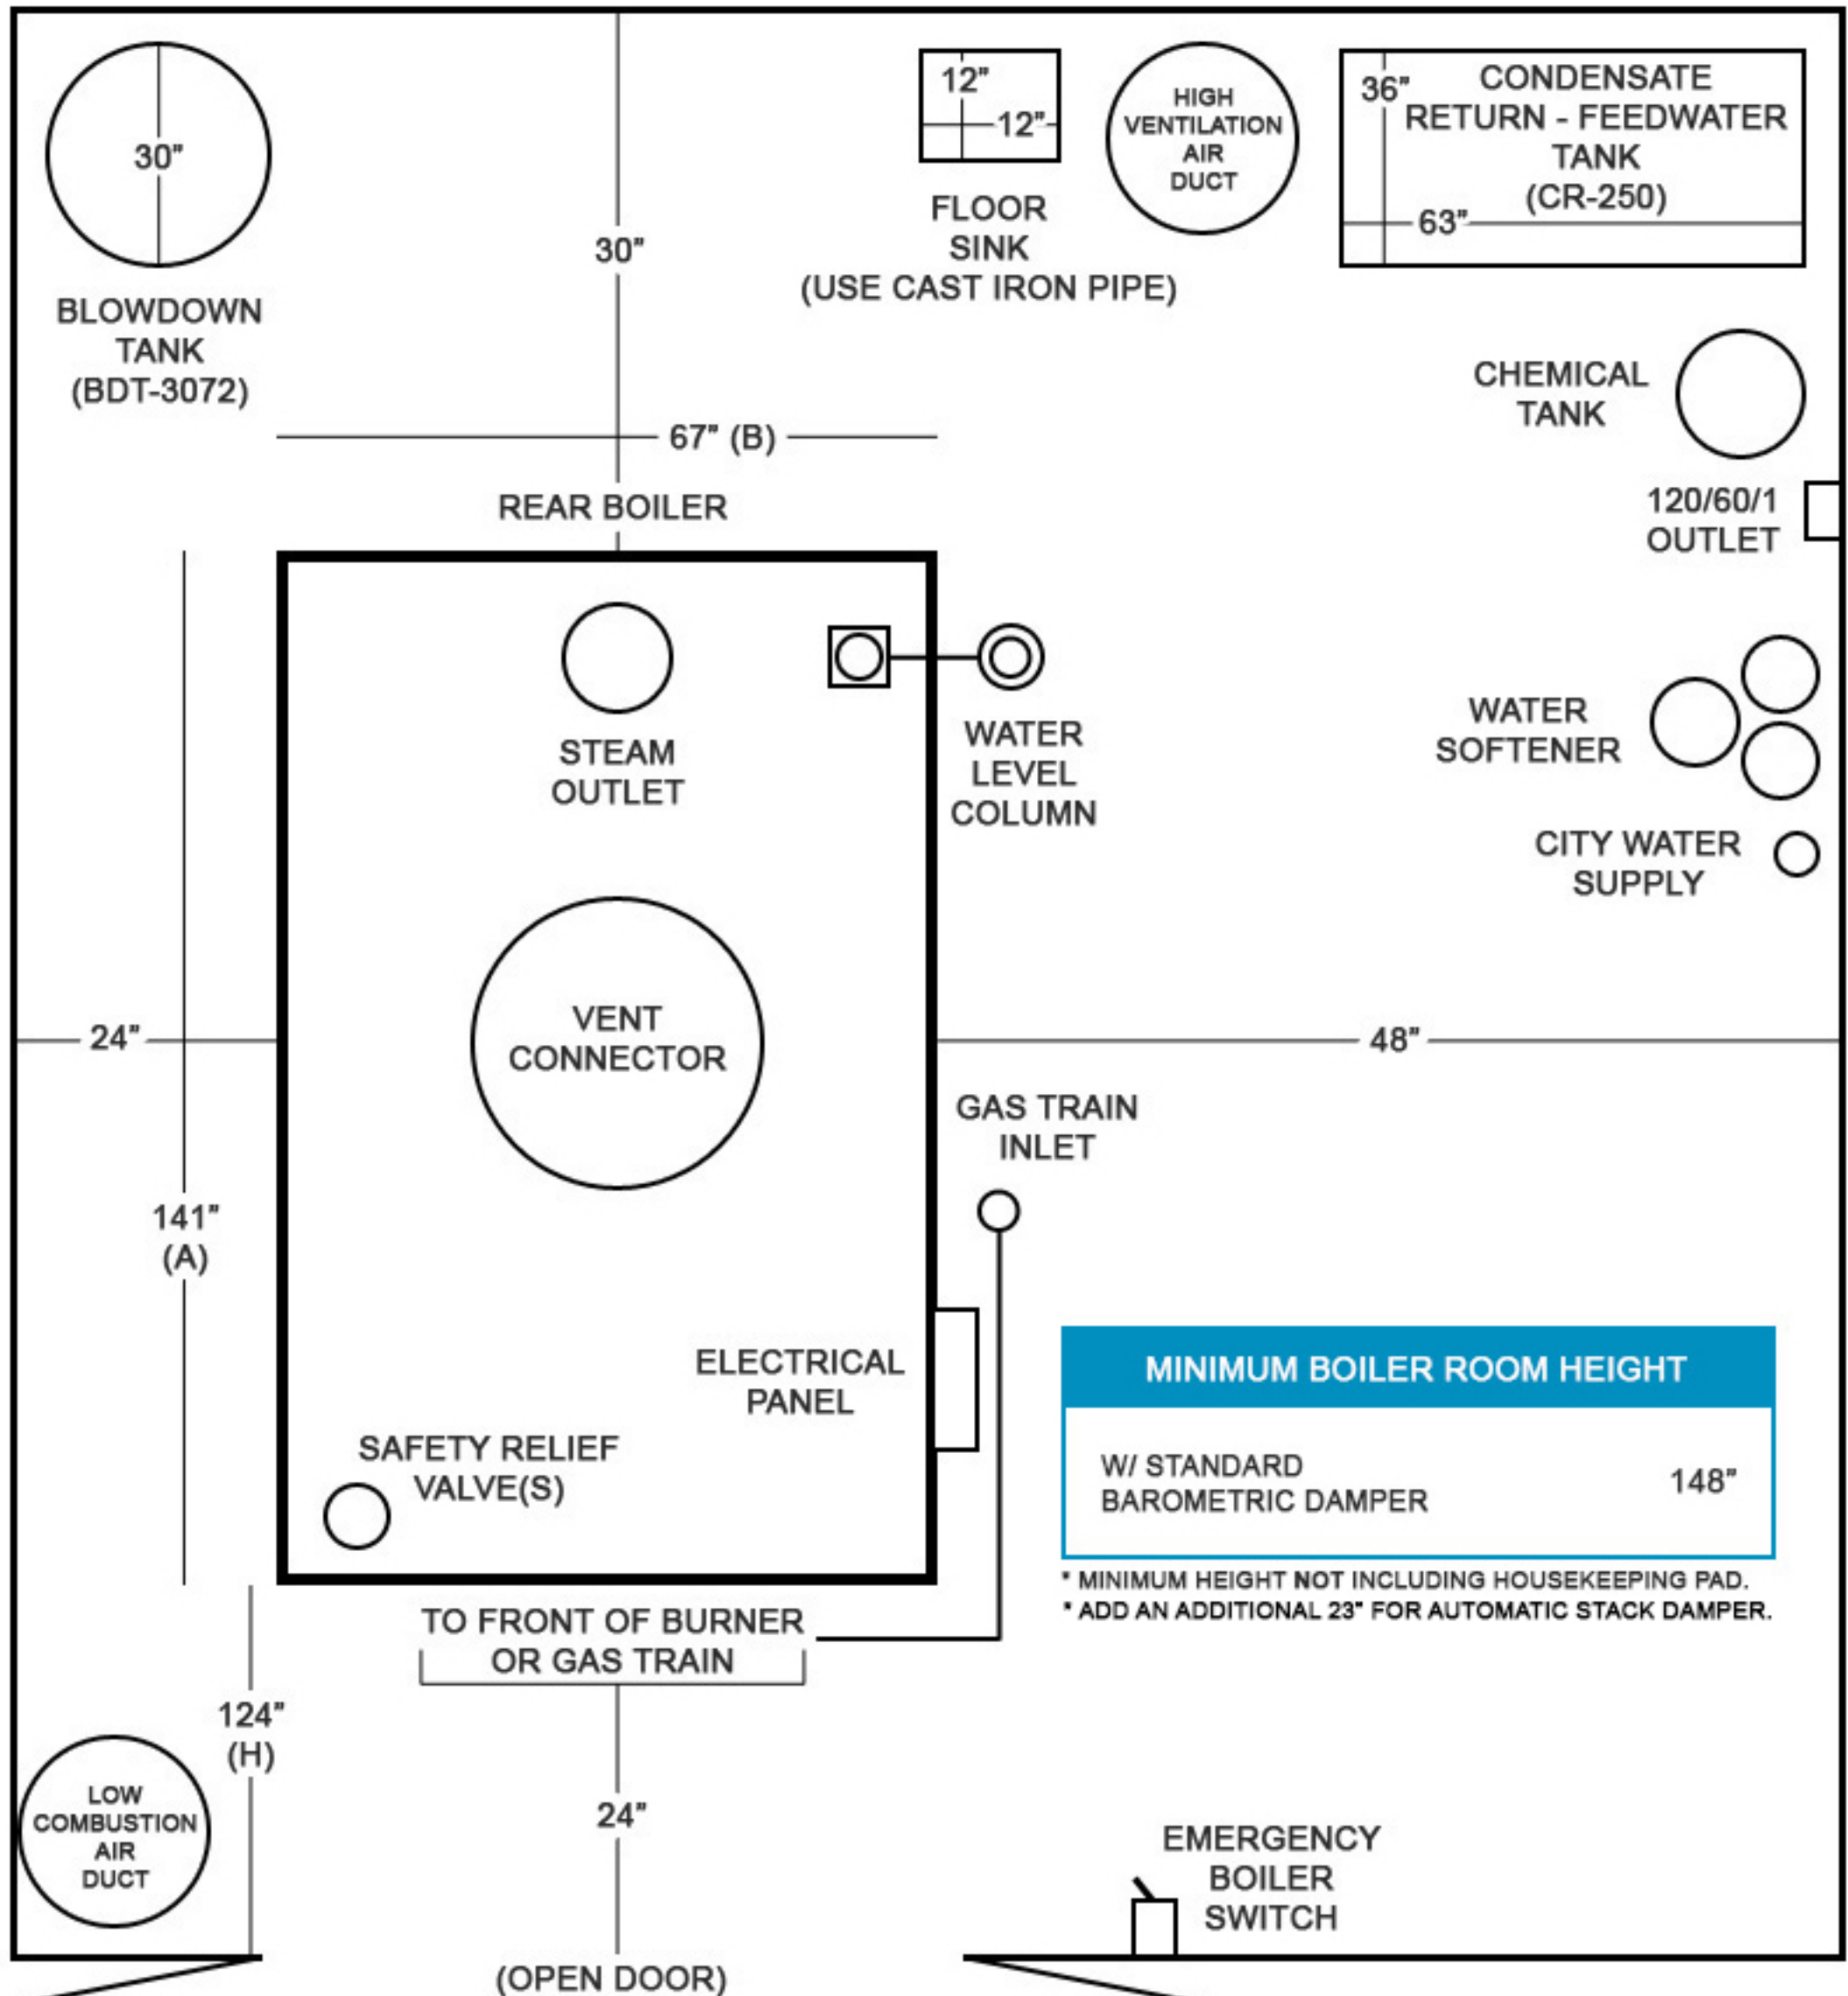 30”
BLOWDOWN
TANK
(BDT-3072)
30”
12”
12”
FLOOR
SINK
(USE CAST IRON PIPE)
HIGH
VENTILATION
AIR
DUCT
36”
CONDENSATE
RETURN - FEEDWATER
TANK
(CR-250)
63”
CHEMICAL
TANK
120/60/1
OUTLET
67” (B)
REAR BOILER
STEAM
OUTLET
WATER
LEVEL
COLUMN
WATER
SOFTENER
CITY WATER
SUPPLY
24”
VENT
CONNECTOR
48”
GAS TRAIN
INLET
141”
(A)
ELECTRICAL
PANEL
SAFETY RELIEF
VALVE(S)
MINIMUM BOILER ROOM HEIGHT
W/ STANDARD
BAROMETRIC DAMPER
148”
* MINIMUM HEIGHT NOT INCLUDING HOUSEKEEPING PAD.
* ADD AN ADDITIONAL 23” FOR AUTOMATIC STACK DAMPER.
TO FRONT OF BURNER
OR GAS TRAIN
124”
(H)
24”
LOW
COMBUSTION
AIR
DUCT
EMERGENCY
BOILER
SWITCH
(OPEN DOOR)